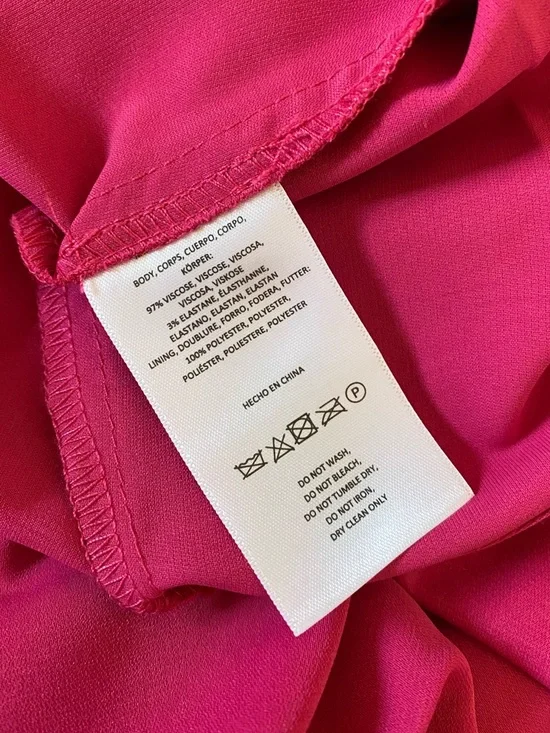 BODY, CORPS, CUERPO, CORPO,
KÖRPER:
97% VISCOSE, VISCOSE, VISCOSA,
VISCOSA, VISKOSE
3% ELASTANE, ÉLASTHANNE,
ELASTANO, ELASTAN, ELASTAN
LINING, DOUBLURE, FORRO, FODERA, FUTTER:
100% POLYESTER, POLYESTER,
POLIÉSTER, POLIESTERE, POLYESTER
HECHO EN CHINA
P
DO NOT WASH,
DO NOT BLEACH,
DO NOT TUMBLE DRY,
DO NOT IRON,
DRY CLEAN ONLY